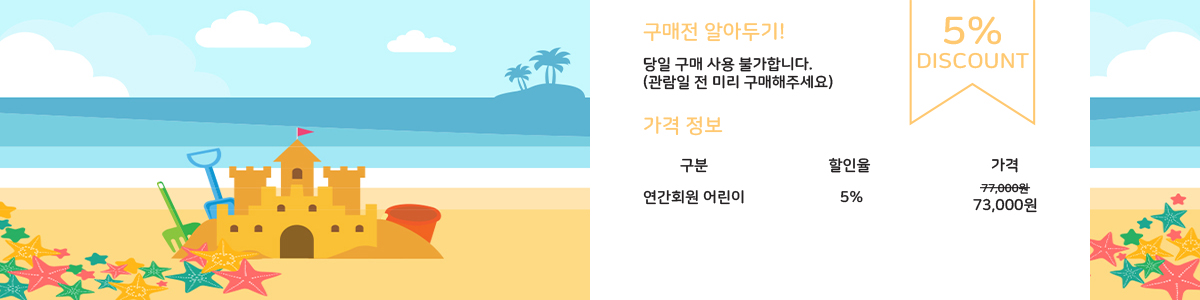 구매전 알아두기!
당일 구매 사용 불가합니다.
(관람일 전 미리 구매해주세요)
5%
DISCOUNT
가격 정보
구분 할인율 가격
연간회원 어린이 5% 77,000원
73,000원